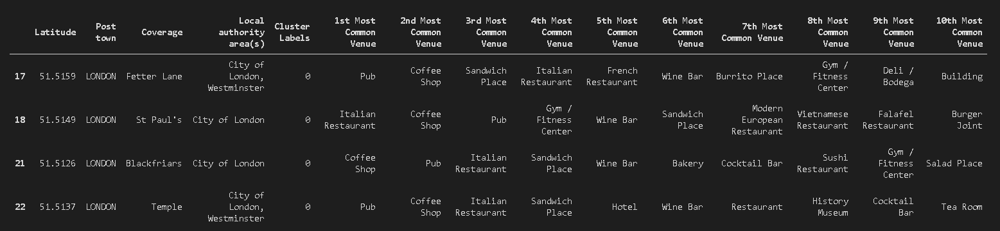 Latitude Post town Coverage Local authority area(s) Cluster Labels 1st Most Common Venue 2nd Most Common Venue 3rd Most Common Venue 4th Most Common Venue 5th Most Common Venue 6th Most Common Venue 7th Most Common Venue 8th Most Common Venue 9th Most Common Venue 10th Most Common Venue
17 51.5159 LONDON Fetter Lane City of London, Westminster 0 Pub Coffee Shop Sandwich Place Italian Restaurant French Restaurant Wine Bar Burrito Place Gym / Fitness Center Deli / Bodega Building
18 51.5149 LONDON St Paul's City of London 0 Italian Restaurant Coffee Shop Pub Gym / Fitness Center Wine Bar Sandwich Place Modern European Restaurant Vietnamese Restaurant Falafel Restaurant Burger Joint
21 51.5126 LONDON Blackfriars City of London 0 Coffee Shop Pub Italian Restaurant Sandwich Place Wine Bar Bakery Cocktail Bar Sushi Restaurant Gym / Fitness Center Salad Place
22 51.5137 LONDON Temple City of London, Westminster 0 Pub Coffee Shop Italian Restaurant Sandwich Place Hotel Wine Bar Restaurant History Museum Cocktail Bar Tea Room